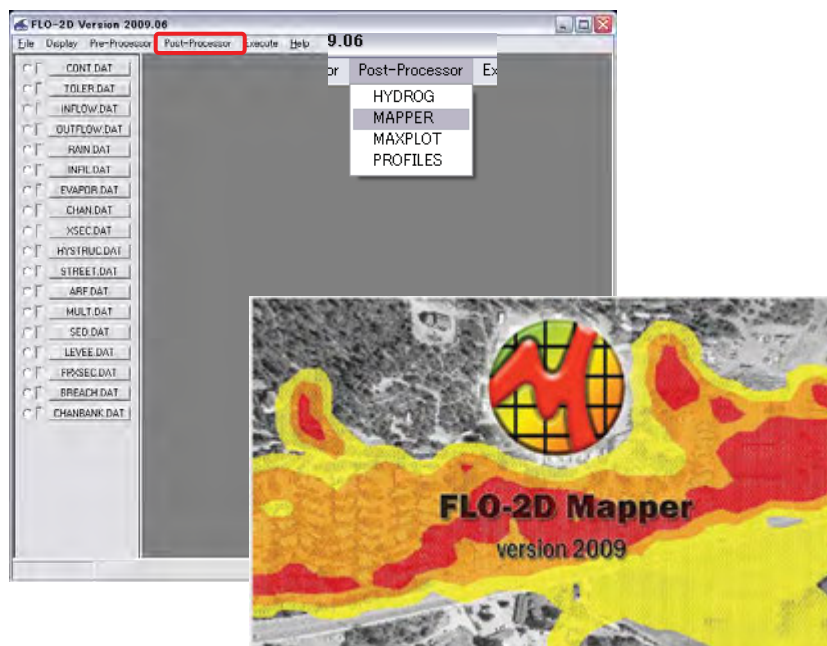 FLO-2D Version 2009.06
File Display Pre-Processor Post-Processor Execute Help
9.06
or Post-Processor Ex
HYDROG
MAPPER
MAXPLOT
PROFILES
CONT.DAT
TOLER.DAT
INFLOW.DAT
OUTFLOW.DAT
RAIN.DAT
INFIL.DAT
EVAPOR.DAT
CHAN.DAT
XSEC.DAT
HYSTRUC.DAT
STREET.DAT
ARF.DAT
MULT.DAT
SED.DAT
LEVEE.DAT
FPXSEC.DAT
BREACH.DAT
CHANBANK.DAT
FLO-2D Mapper
version 2009